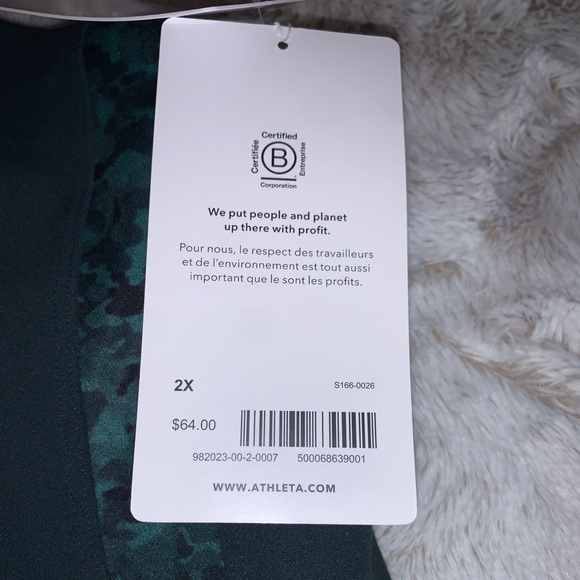 Certified
Certifiée
B
Entreprise
Corporation
We put people and planet
up there with profit.
Pour nous, le respect des travailleurs
et de l'environnement est tout aussi
important que le sont les profits.
2X
S166-0026
$64.00
982023-00-2-0007 500068639001
WWW.ATHLETA.COM